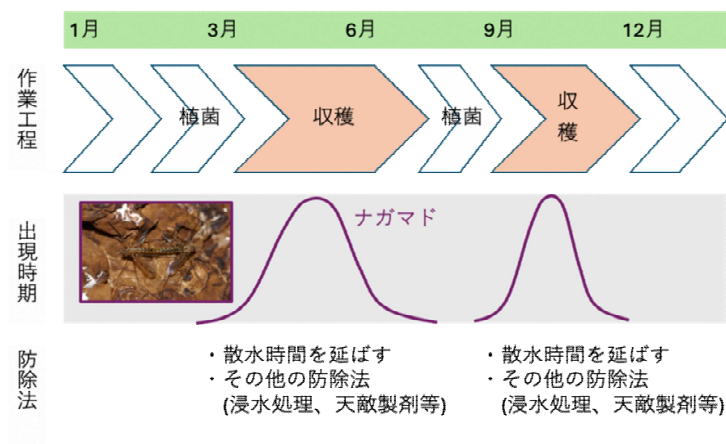 1月 3月 6月 9月 12月
作業工程
植菌
収穫
植菌
収
穫
出現時期
ナガマド
防除法
・散水時間を延ばす
・その他の防除法
(浸水処理、天敵製剤等)
・散水時間を延ばす
・その他の防除法
(浸水処理、天敵製剤等)